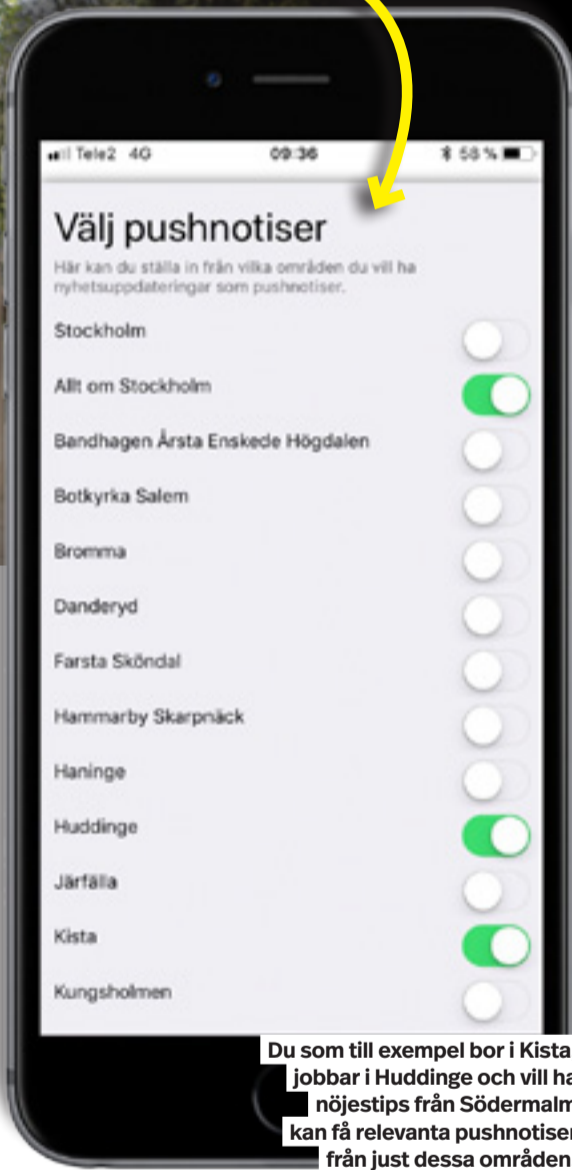 Tele2 4G 09:36 58 %
Välj pushnotiser
Här kan du ställa in från vilka områden du vill ha
nyhetsuppdateringar som pushnotiser.
Stockholm
Allt om Stockholm
Bandhagen Årsta Enskede Högdalen
Botkyrka Salem
Bromma
Danderyd
Farsta Sköndal
Hammarby Skarpnäck
Haninge
Huddinge
Järfälla
Kista
Kungsholmen
Du som till exempel bor i Kista,
jobbar i Huddinge och vill ha
nöjestips från Södermalm
kan få relevanta pushnotiser
från just dessa områden.